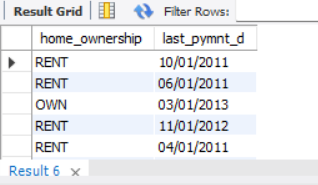 Result Grid Filter Rows:
home_ownership last_pymnt_d
RENT 10/01/2011
RENT 06/01/2011
OWN 03/01/2013
RENT 11/01/2012
RENT 04/01/2011
Result 6 ×